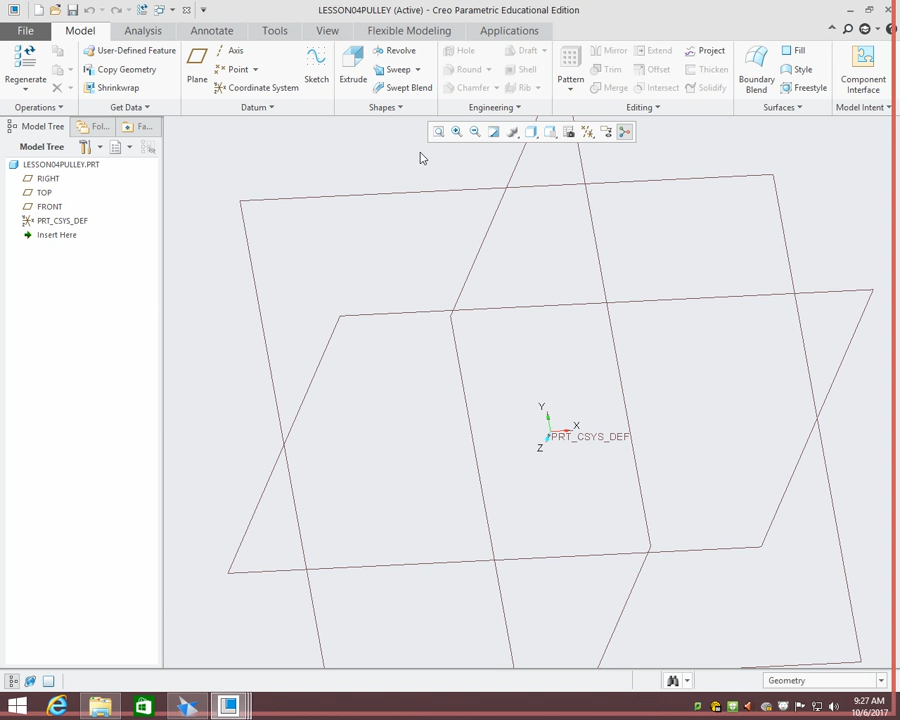 LESSON04PULLEY (Active) - Creo Parametric Educational Edition
File Model Analysis Annotate Tools View Flexible Modeling Applications
Regenerate
Operations
User-Defined Feature
Copy Geometry
Shrinkwrap
Get Data
Plane
Axis
Point
Coordinate System
Sketch
Datum
Extrude
Revolve
Sweep
Swept Blend
Shapes
Hole Draft
Round Shell
Chamfer Rib
Engineering
Pattern
Mirror Extend Project
Trim Offset Thicken
Merge Intersect Solidify
Editing
Boundary Blend
Fill
Style
Freestyle
Surfaces
Component Interface
Model Intent
Model Tree Fol... Fa...
Model Tree
LESSON04PULLEY.PRT
RIGHT
TOP
FRONT
PRT_CSYS_DEF
Insert Here
Y
X
PRT_CSYS_DEF
Z
Geometry
9:27 AM
10/6/2017